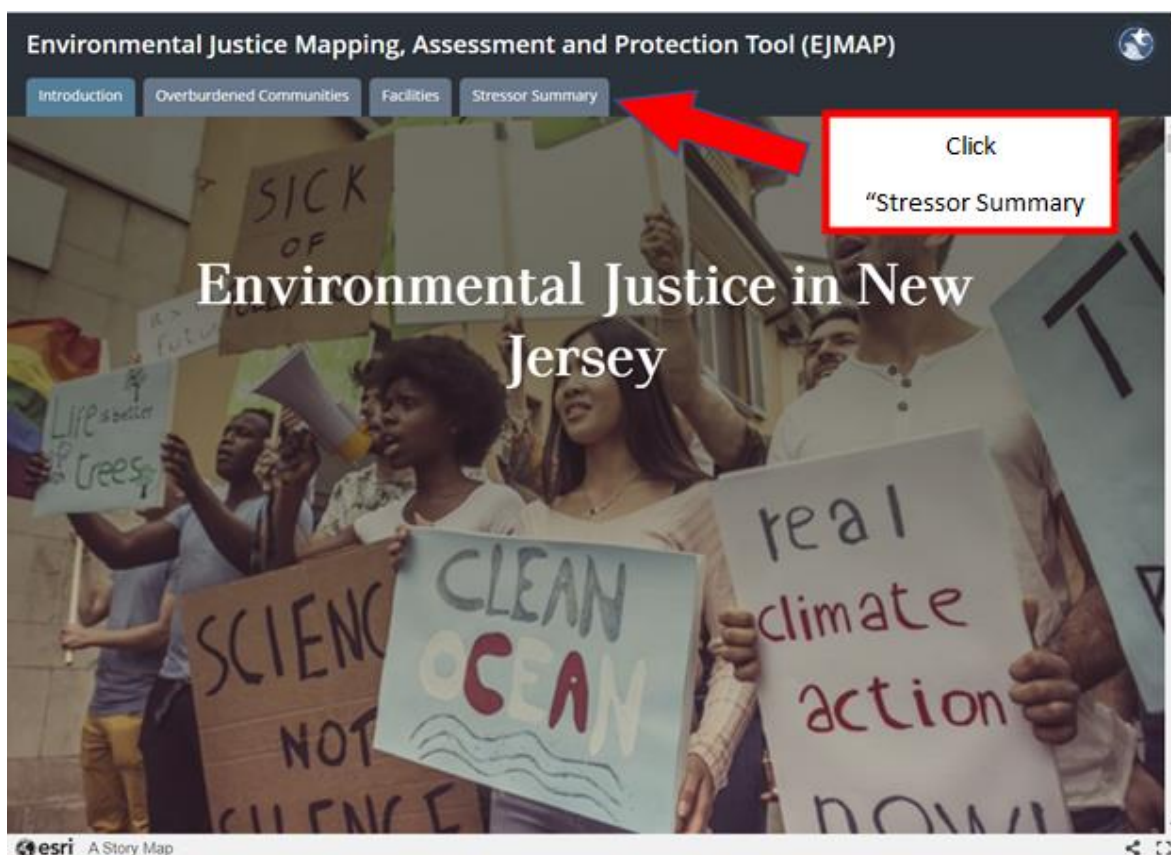 Environmental Justice Mapping, Assessment and Protection Tool (EJMAP)
Introduction
Overburdened Communities
Facilities
Stressor Summary
Click
“Stressor Summary
SICK
OF
Environmental Justice in New
Jersey
Life is better
trees
SCIENC
NOT
SILENCE
CLEAN
OCEAN
real
climate
action
now!
esri A Story Map